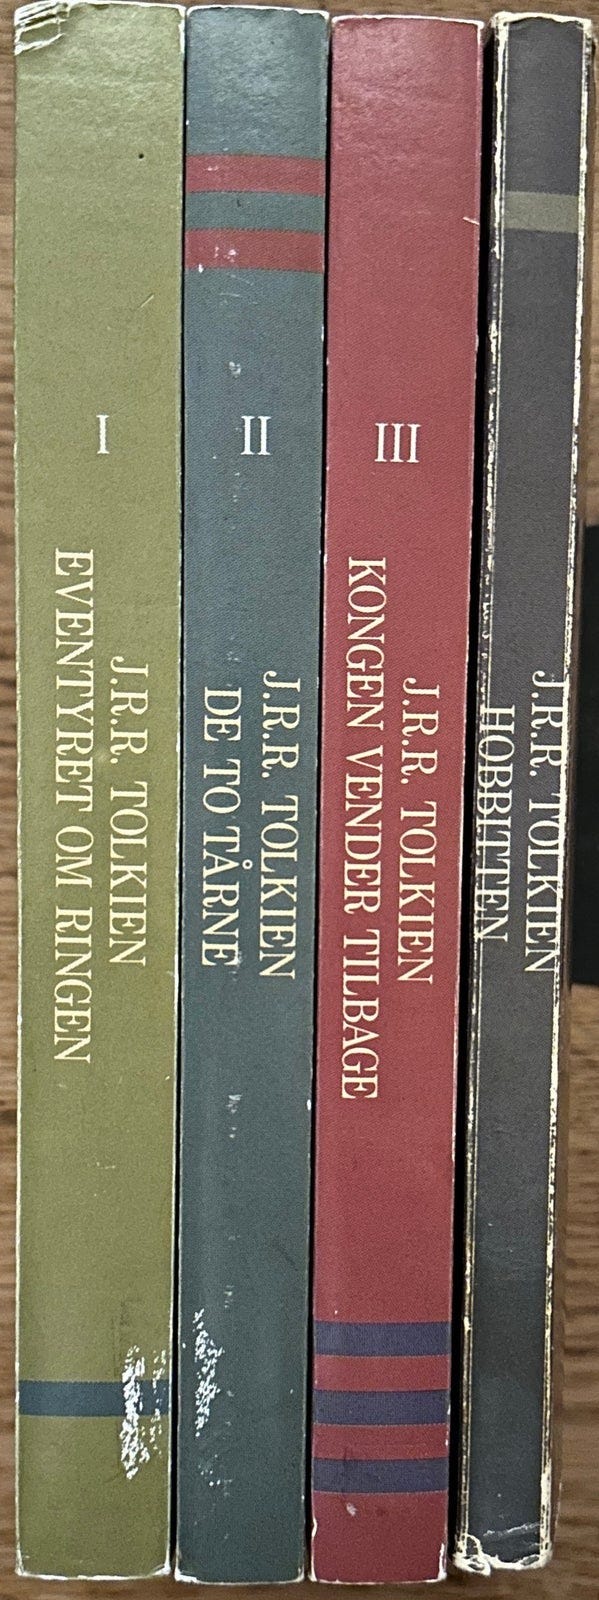 I
J.R.R. TOLKIEN
EVENTYRET OM RINGEN
II
J.R.R. TOLKIEN
DE TO TÅRNE
III
J.R.R. TOLKIEN
KONGEN VENDER TILBAGE
J.R.R. TOLKIEN
HOBBITTEN